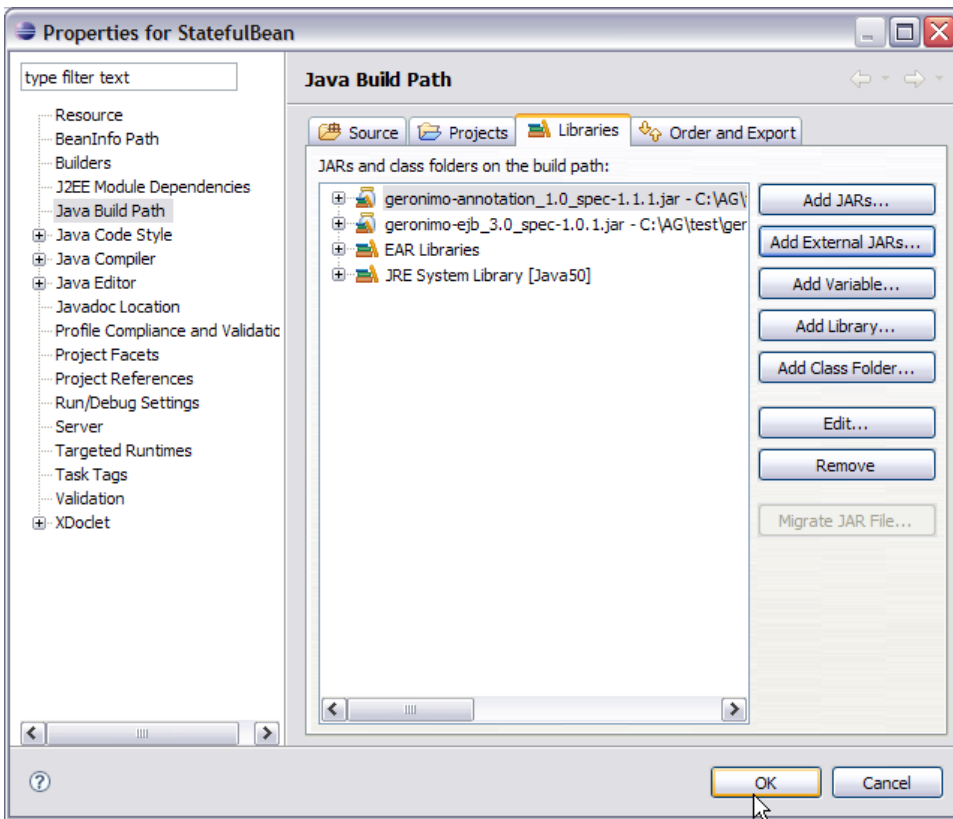 Properties for StatefulBean
type filter text
Resource
BeanInfo Path
Builders
J2EE Module Dependencies
Java Build Path
Java Code Style
Java Compiler
Java Editor
Javadoc Location
Profile Compliance and Validatic
Project Facets
Project References
Run/Debug Settings
Server
Targeted Runtimes
Task Tags
Validation
XDoclet
Java Build Path
Source Projects Libraries Order and Export
JARs and class folders on the build path:
geronimo-annotation_1.0_spec-1.1.1.jar - C:\AG\
geronimo-ejb_3.0_spec-1.0.1.jar - C:\AG\test\ger
EAR Libraries
JRE System Library [Java50]
Add JARs...
Add External JARs...
Add Variable...
Add Library...
Add Class Folder...
Edit...
Remove
Migrate JAR File...
OK Cancel